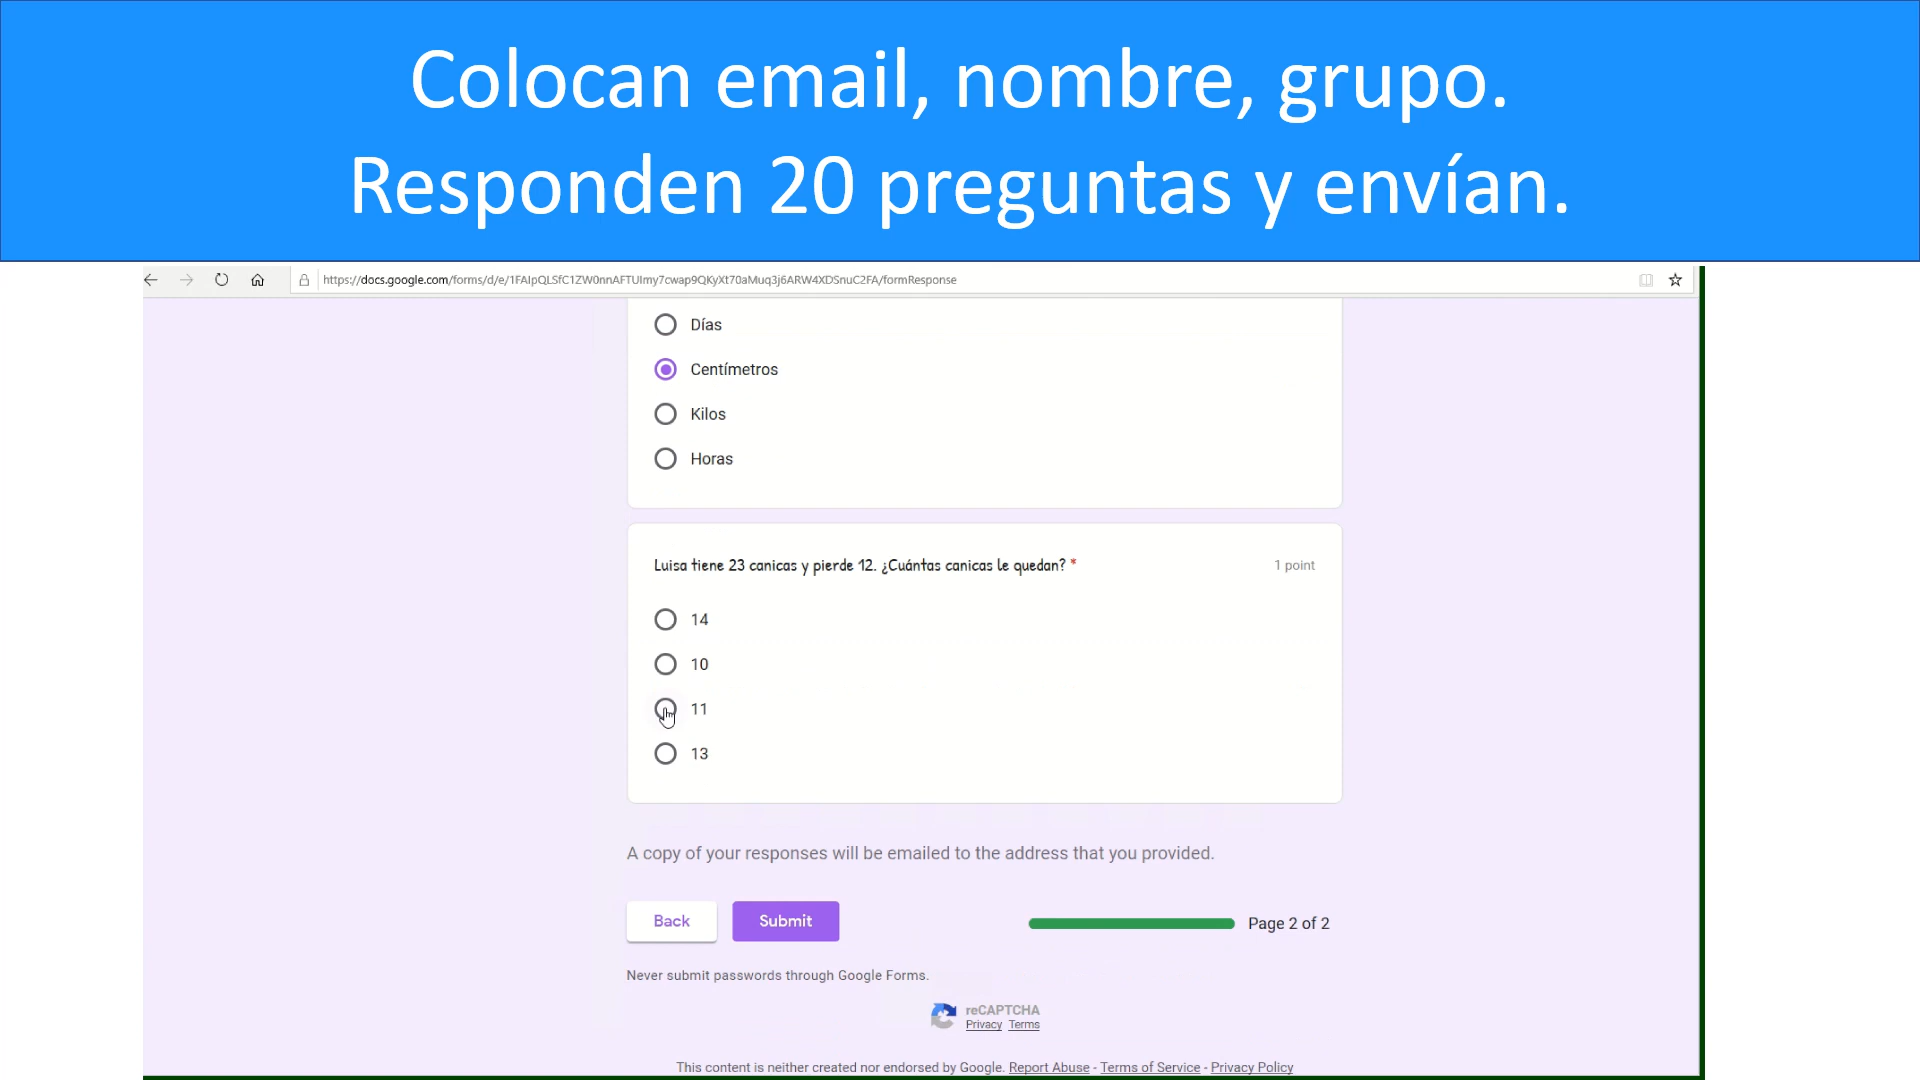 Colocan email, nombre, grupo.
Responden 20 preguntas y envían.
https://docs.google.com/forms/d/e/1FAIpQLSfC1ZW0nnAFTUImy7cwap9QKyXt70aMuq3j6ARW4XDSnuC2FA/formResponse
Días
Centímetros
Kilos
Horas
Luisa tiene 23 canicas y pierde 12. ¿Cuántas canicas le quedan? * 1 point
14
10
11
13
A copy of your responses will be emailed to the address that you provided.
Back Submit Page 2 of 2
Never submit passwords through Google Forms.
reCAPTCHA
Privacy Terms
This content is neither created nor endorsed by Google. Report Abuse - Terms of Service - Privacy Policy